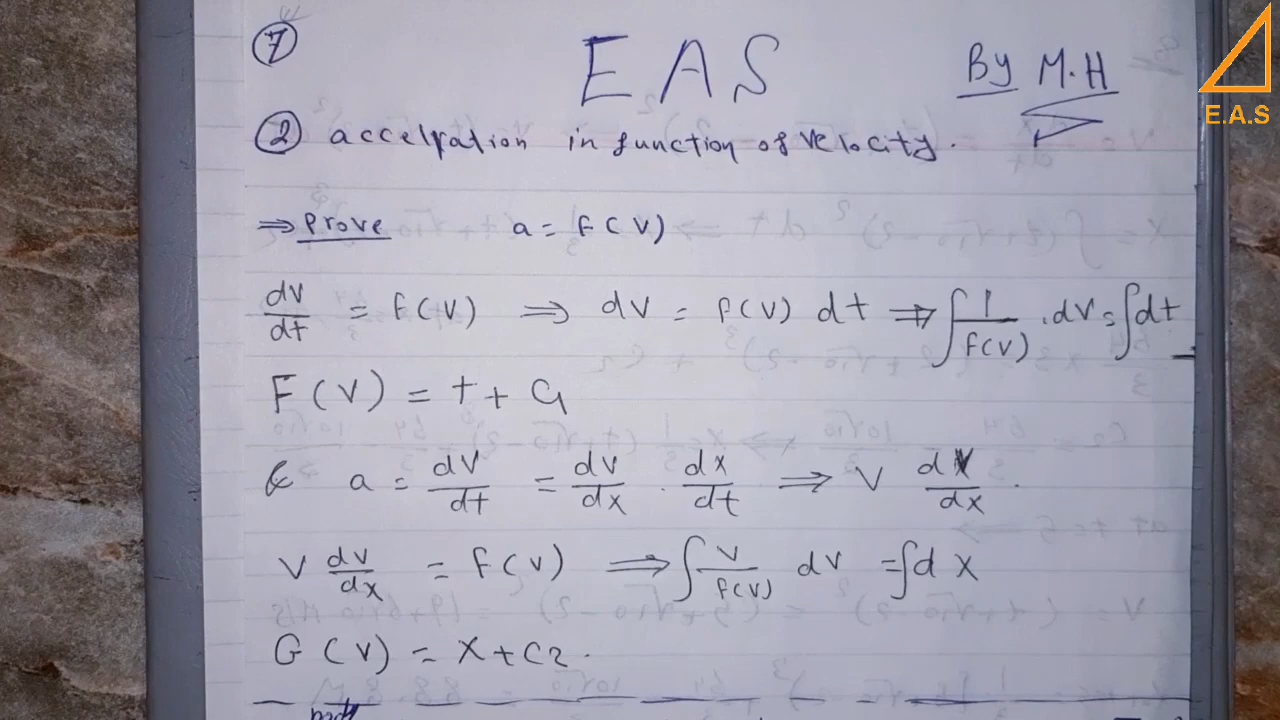 ⑦ EAS By M.H
E.A.S
② accelration in function of velocity.
⇒ Prove a = f(v)
dv/dt = f(v) ⇒ dv = f(v) dt ⇒ ∫ 1/f(v) . dv = ∫ dt
F(v) = t + C1
& a = dv/dt = dv/dx . dx/dt ⇒ v dv/dx .
v dv/dx = f(v) ⇒ ∫ v/f(v) dv = ∫ d x
G(v) = x + C2 .